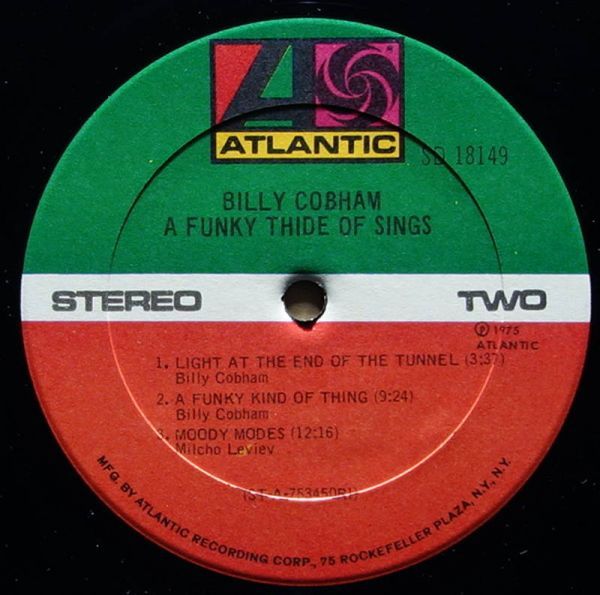 ATLANTIC
SD 18149
BILLY COBHAM
A FUNKY THIDE OF SINGS
STEREO
TWO
℗ 1975
ATLANTIC
1. LIGHT AT THE END OF THE TUNNEL (3:37)
Billy Cobham
2. A FUNKY KIND OF THING (9:24)
Billy Cobham
3. MOODY MODES (12:16)
Milcho Leviev
(ST-A-753450RI)
MFG. BY ATLANTIC RECORDING CORP., 75 ROCKEFELLER PLAZA, N.Y., N.Y.